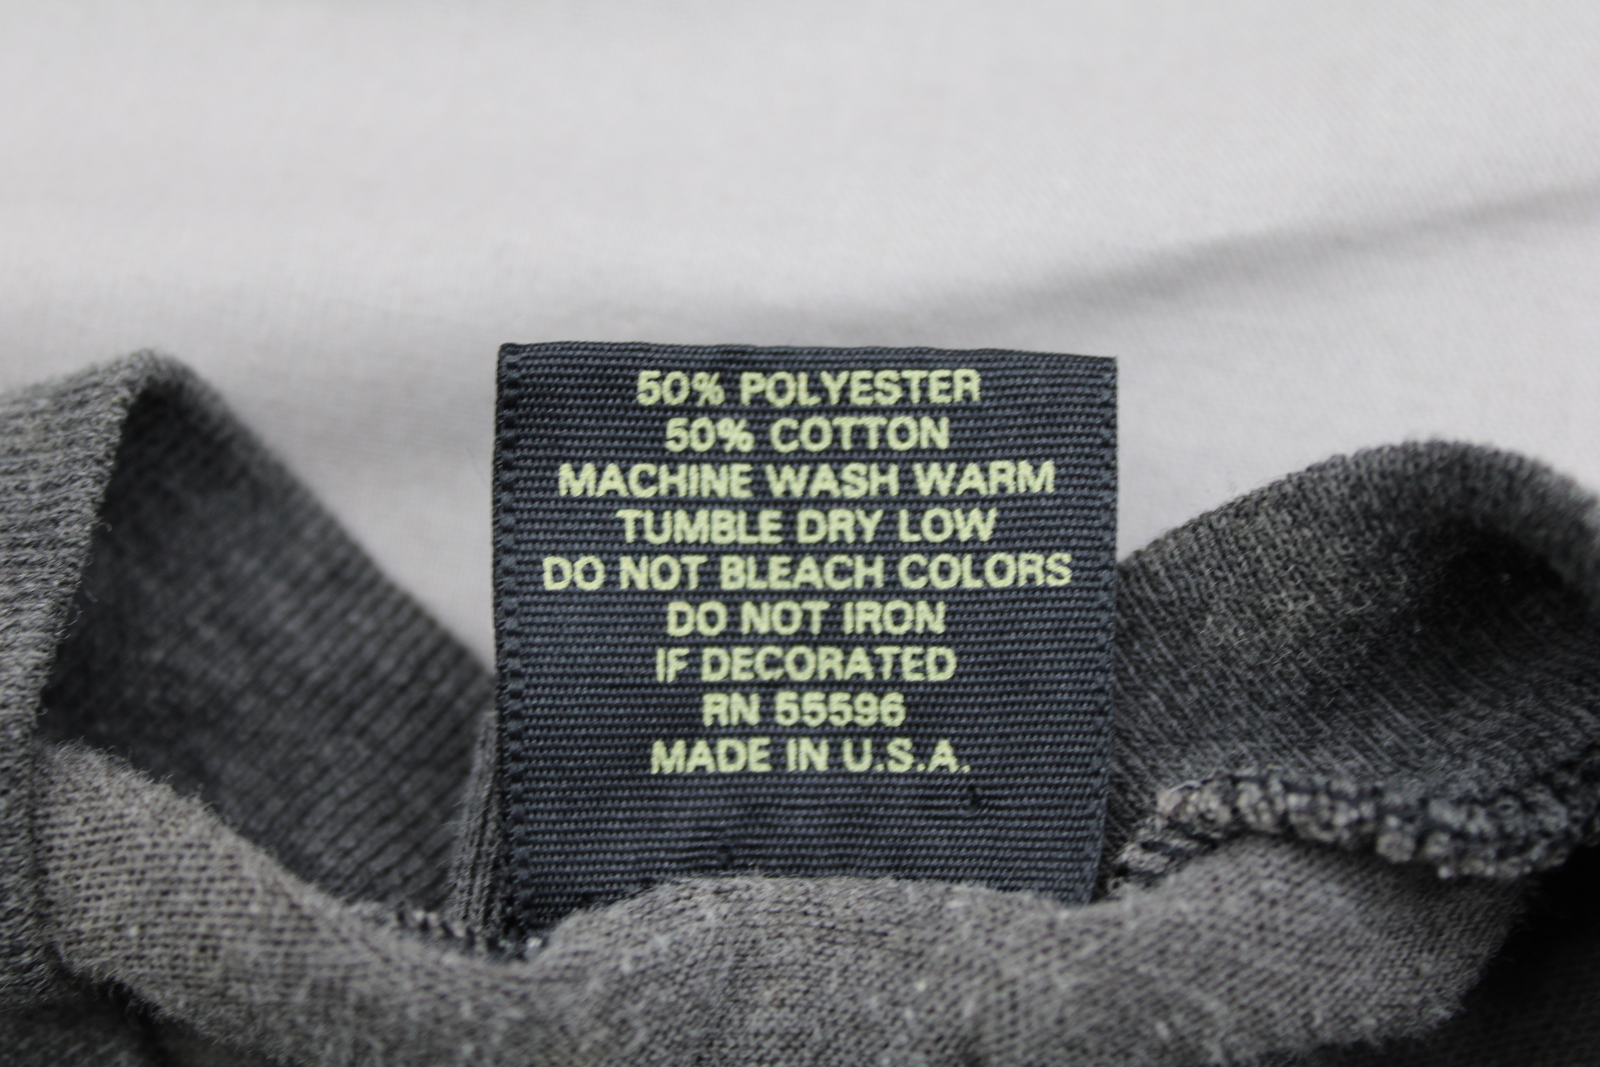 50% POLYESTER
50% COTTON
MACHINE WASH WARM
TUMBLE DRY LOW
DO NOT BLEACH COLORS
DO NOT IRON
IF DECORATED
RN 55596
MADE IN U.S.A.